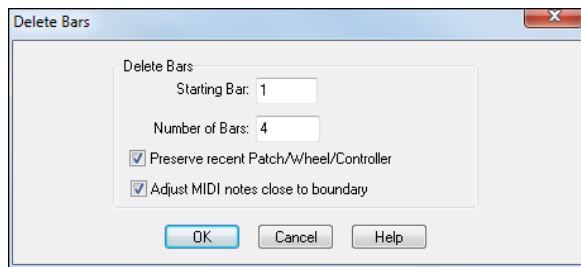 Delete Bars
Delete Bars
Starting Bar: 1
Number of Bars: 4
Preserve recent Patch/Wheel/Controller
Adjust MIDI notes close to boundary
OK Cancel Help